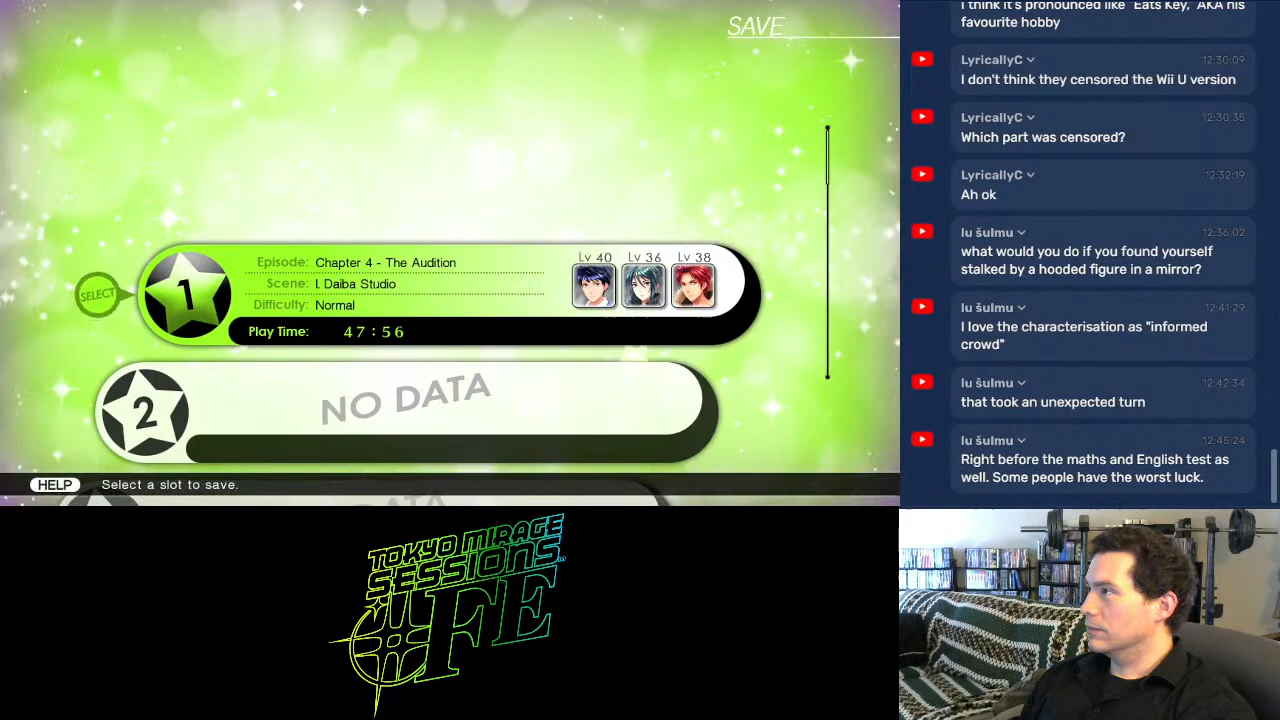 SAVE
SELECT
1
Episode: Chapter 4 - The Audition
Scene: I. Daiba Studio
Difficulty: Normal
Play Time: 47 : 56
Lv 40 Lv 36 Lv 38
2
NO DATA
HELP Select a slot to save.
TOKYO MIRAGE
SESSIONS
#FE
I think it's pronounced like "Eats Key," AKA his
favourite hobby
LyricallyC 12:30:09
I don't think they censored the Wii U version
LyricallyC 12:30:35
Which part was censored?
LyricallyC 12:32:19
Ah ok
lu šulmu 12:36:02
what would you do if you found yourself
stalked by a hooded figure in a mirror?
lu šulmu 12:41:29
I love the characterisation as "informed
crowd"
lu šulmu 12:42:34
that took an unexpected turn
lu šulmu 12:45:24
Right before the maths and English test as
well. Some people have the worst luck.